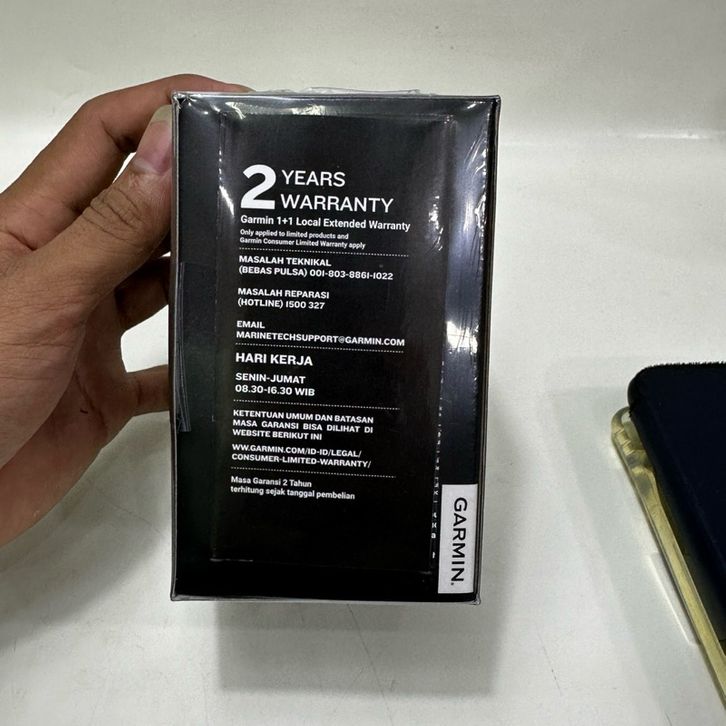 2 YEARS
WARRANTY
Garmin 1+1 Local Extended Warranty
Only applied to limited products and
Garmin Consumer Limited Warranty apply
MASALAH TEKNIKAL
(BEBAS PULSA) 001-803-8861-1022
MASALAH REPARASI
(HOTLINE) 1500 327
EMAIL
MARINETECHSUPPORT@GARMIN.COM
HARI KERJA
SENIN-JUMAT
08.30-16.30 WIB
KETENTUAN UMUM DAN BATASAN
MASA GARANSI BISA DILIHAT DI
WEBSITE BERIKUT INI
WW.GARMIN.COM/ID-ID/LEGAL/
CONSUMER-LIMITED-WARRANTY/
Masa Garansi 2 Tahun
terhitung sejak tanggal pembelian
GARMIN.